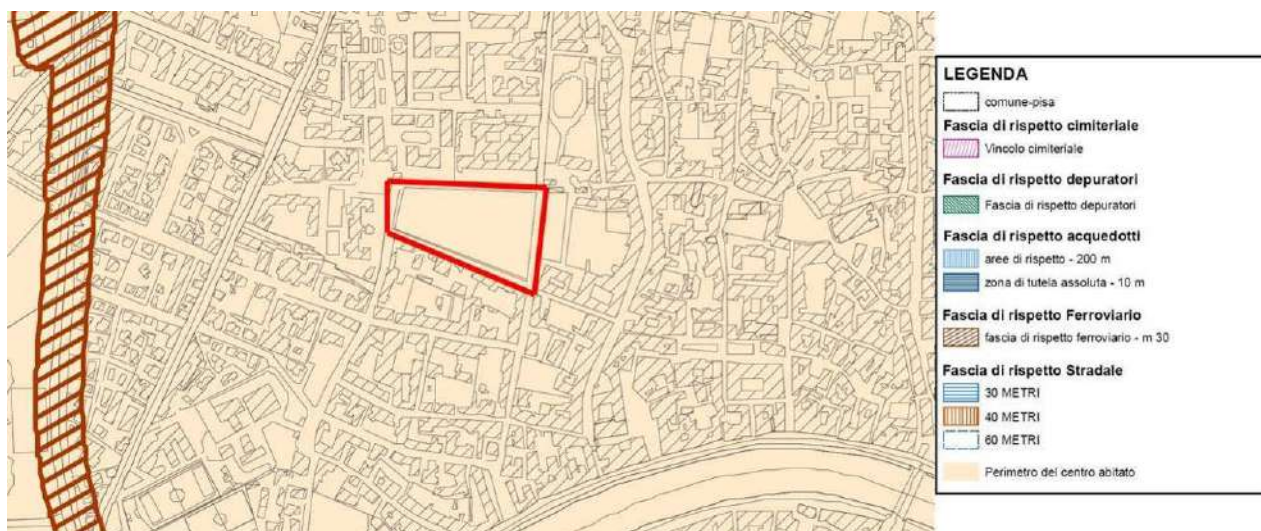 LEGENDA
comune-pisa
Fascia di rispetto cimiteriale
Vincolo cimiteriale
Fascia di rispetto depuratori
Fascia di rispetto depuratori
Fascia di rispetto acquedotti
aree di rispetto - 200 m
zona di tutela assoluta - 10 m
Fascia di rispetto Ferroviario
fascia di rispetto ferroviario - m 30
Fascia di rispetto Stradale
30 METRI
40 METRI
60 METRI
Perimetro del centro abitato